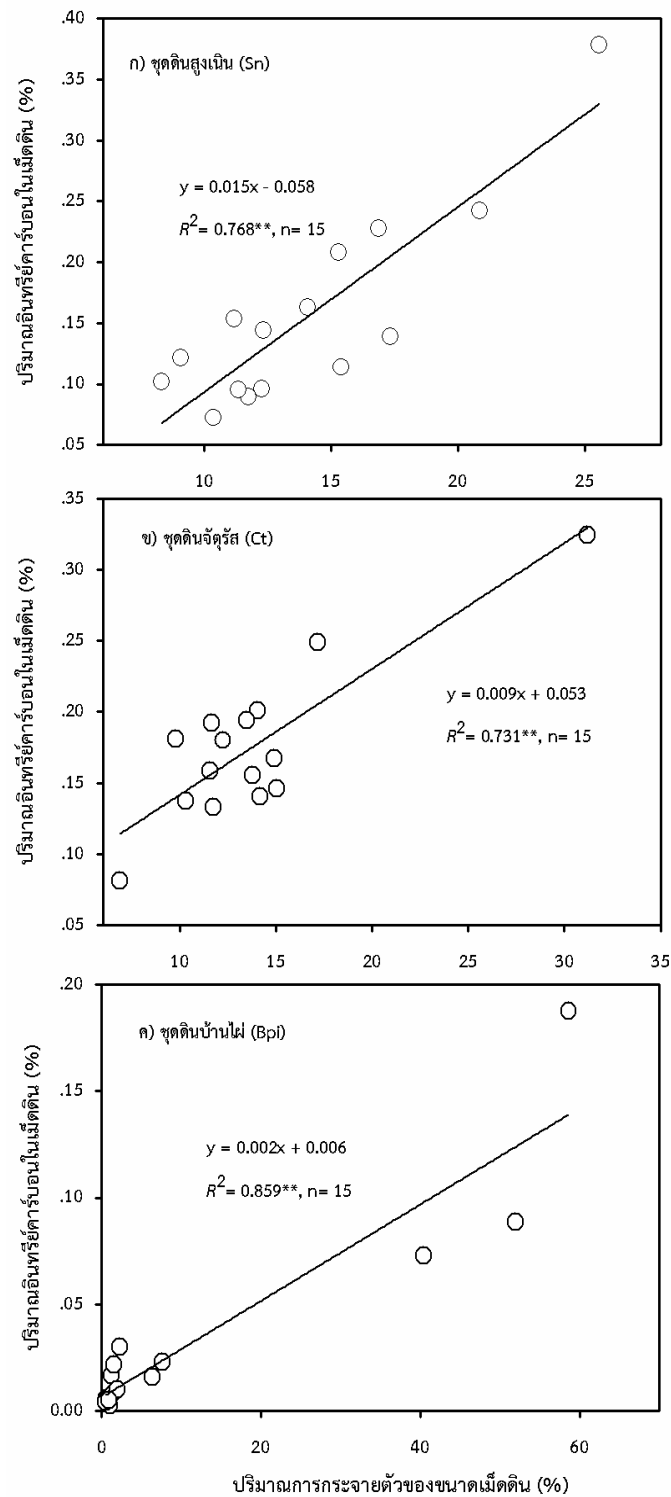 ก) ชุดดินสูงเนิน (Sn)
ปริมาณอินทรีย์คาร์บอนในเม็ดดิน (%)
.40
.35
.30
.25
.20
.15
.10
.05
y = 0.015x - 0.058
R²= 0.768**, n= 15
10 15 20 25
ข) ชุดดินจัตุรัส (Ct)
ปริมาณอินทรีย์คาร์บอนในเม็ดดิน (%)
.35
.30
.25
.20
.15
.10
.05
y = 0.009x + 0.053
R²= 0.731**, n= 15
10 15 20 25 30 35
ค) ชุดดินบ้านไผ่ (Bpi)
ปริมาณอินทรีย์คาร์บอนในเม็ดดิน (%)
.20
.15
.10
.05
0.00
y = 0.002x + 0.006
R²= 0.859**, n= 15
0 20 40 60
ปริมาณการกระจายตัวของขนาดเม็ดดิน (%)